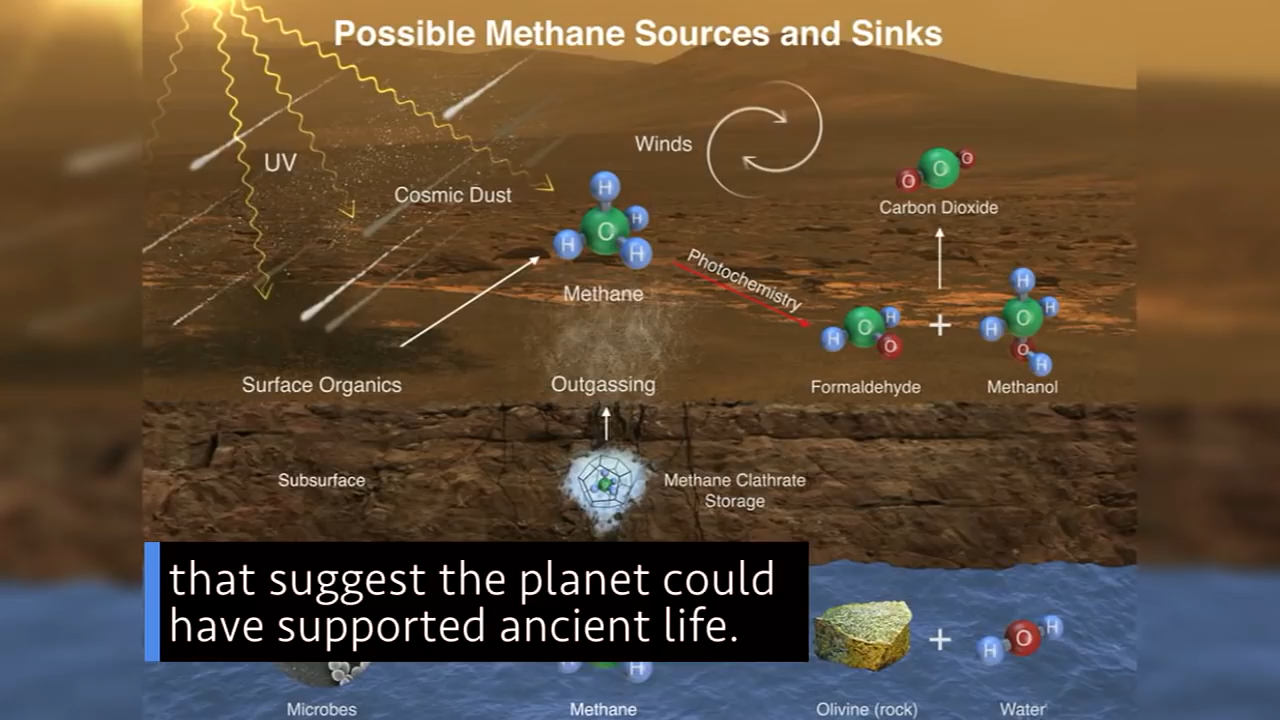 Possible Methane Sources and Sinks
Winds
UV
Cosmic Dust
H
H
C
H
H
O
C
O
Carbon Dioxide
Methane
Photochemistry
H
C
H
O
+
H
H
C
H
O
H
Surface Organics
Outgassing
Formaldehyde
Methanol
Subsurface
Methane Clathrate
Storage
that suggest the planet could
have supported ancient life.
H
+
H
O
H
Microbes
Methane
Olivine (rock)
Water